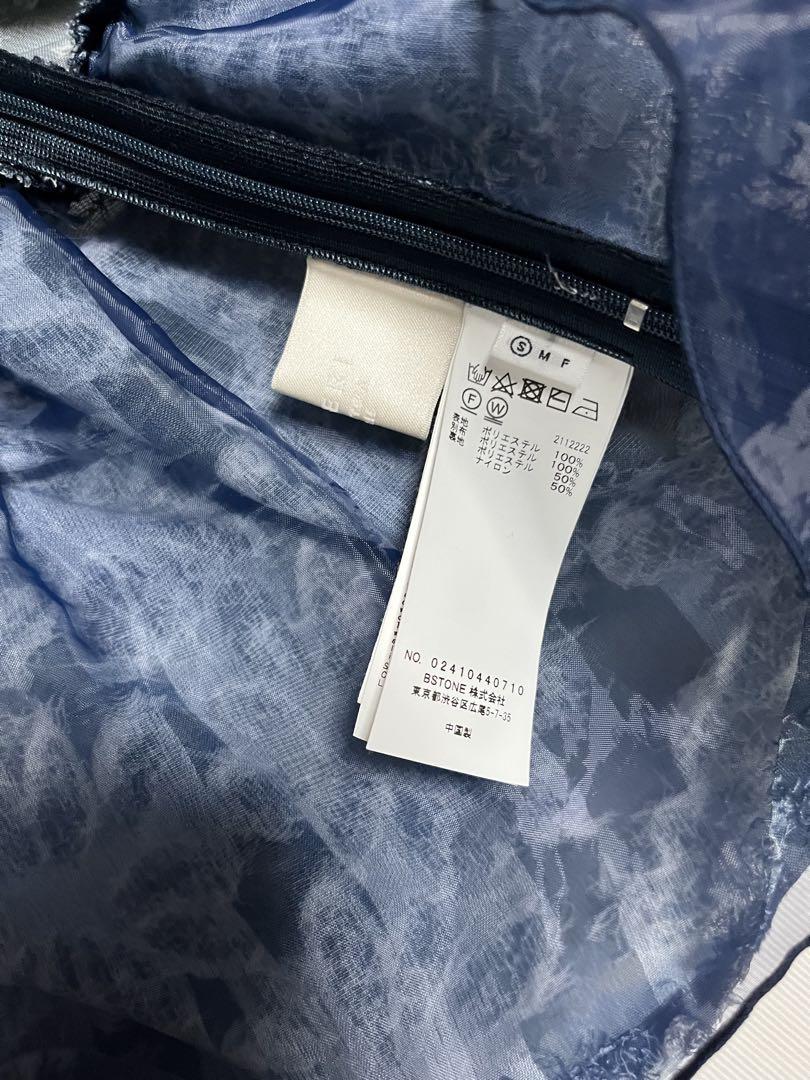 Ⓢ M F
Ⓕ Ⓦ
2112222
表地 ポリエステル 100%
別布 ポリエステル 100%
裏地 ポリエステル 50%
ナイロン 50%
NO. 02410440710
BSTONE 株式会社
東京都渋谷区広尾5-7-35
中国製